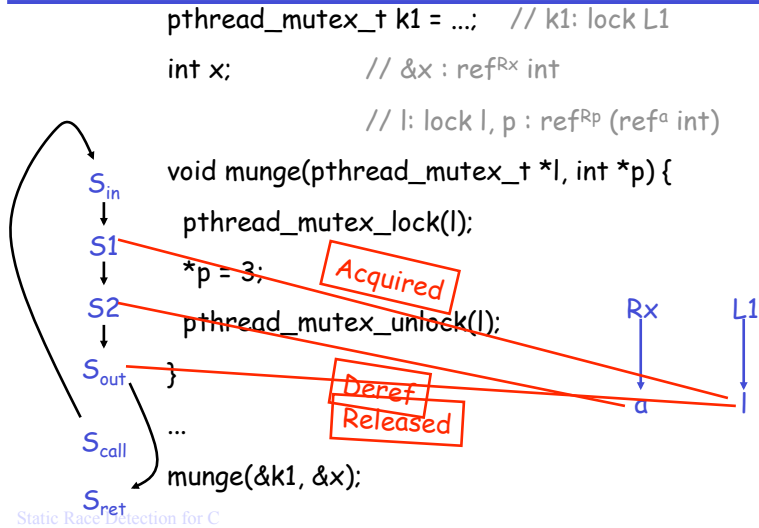 pthread_mutex_t k1 = ...; // k1: lock L1
int x; // &x : ref^Rx int
// l: lock l, p : ref^Rp (ref^a int)
void munge(pthread_mutex_t *l, int *p) {
S_in
pthread_mutex_lock(l);
S1
*p = 3;
Acquired
S2
pthread_mutex_unlock(l);
Rx L1
S_out
}
Deref
a l
Released
...
S_call
munge(&k1, &x);
S_ret
Static Race Detection for C